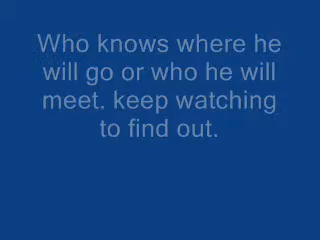 Who knows where he
will go or who he will
meet. keep watching
to find out.